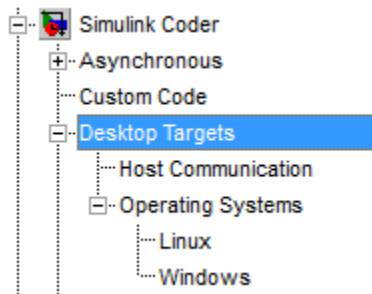 Simulink Coder
Asynchronous
Custom Code
Desktop Targets
Host Communication
Operating Systems
Linux
Windows